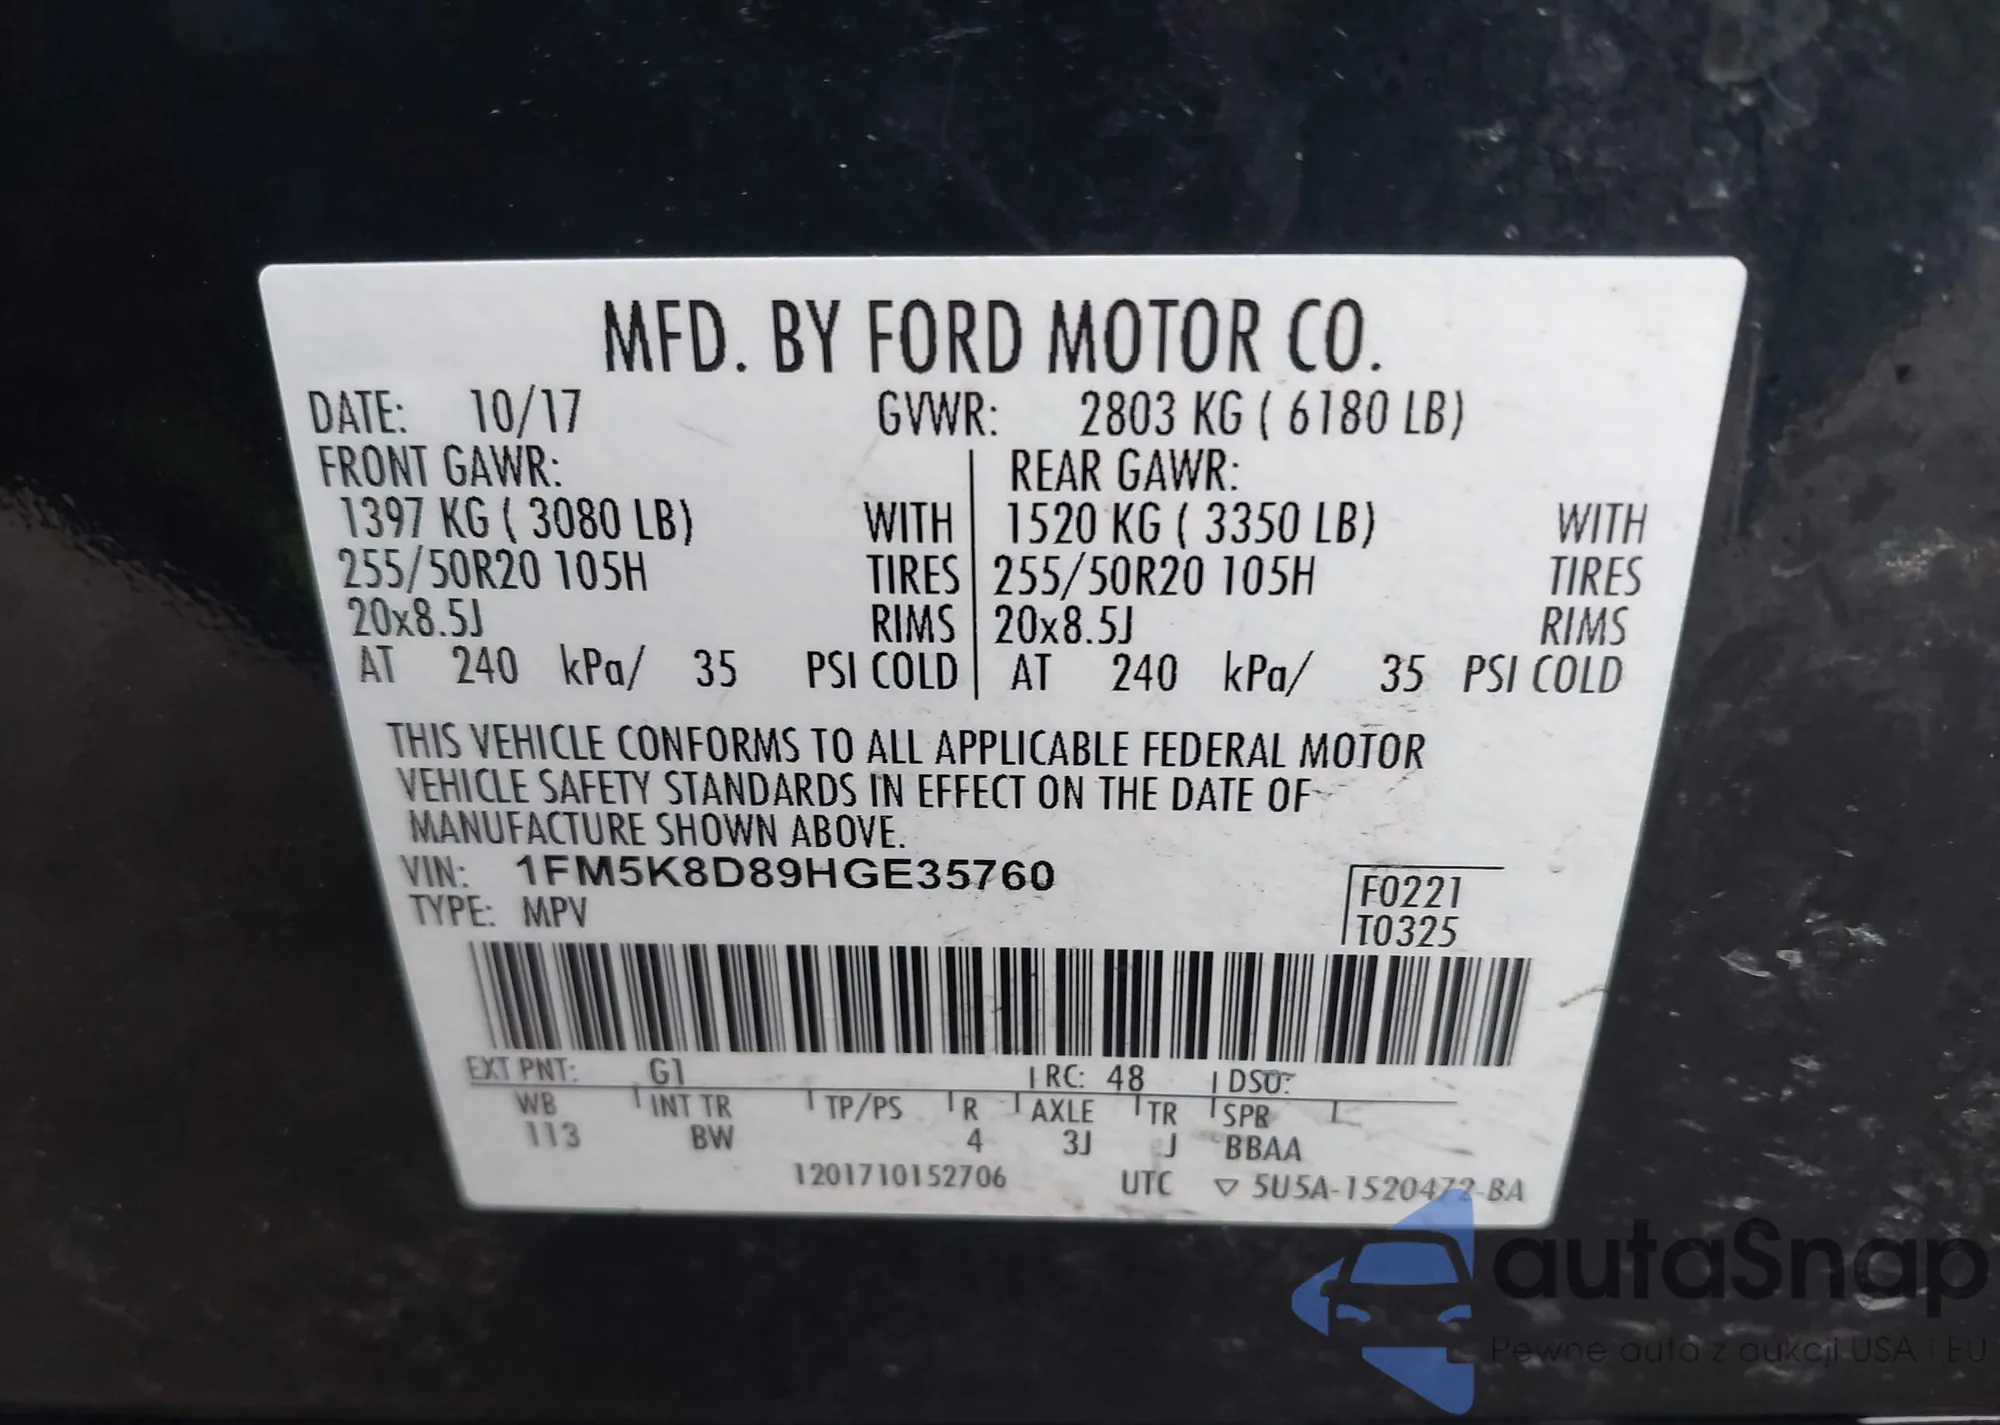 MFD. BY FORD MOTOR CO.
DATE: 10/17 GVWR: 2803 KG ( 6180 LB)
FRONT GAWR: REAR GAWR:
1397 KG ( 3080 LB) WITH 1520 KG ( 3350 LB) WITH
255/50R20 105H TIRES 255/50R20 105H TIRES
20x8.5J RIMS 20x8.5J RIMS
AT 240 kPa/ 35 PSI COLD AT 240 kPa/ 35 PSI COLD
THIS VEHICLE CONFORMS TO ALL APPLICABLE FEDERAL MOTOR
VEHICLE SAFETY STANDARDS IN EFFECT ON THE DATE OF
MANUFACTURE SHOWN ABOVE.
VIN: 1FM5K8D89HGE35760
TYPE: MPV
F0221
T0325
EXT PNT: G1 RC: 48 DSO:
WB INT TR TP/PS R AXLE TR SPR
113 BW 4 3J J BBAA
1201710152706 UTC ▽ 5U5A-1520472-BA
autaSnap
Pewne auta z aukcji USA i EU